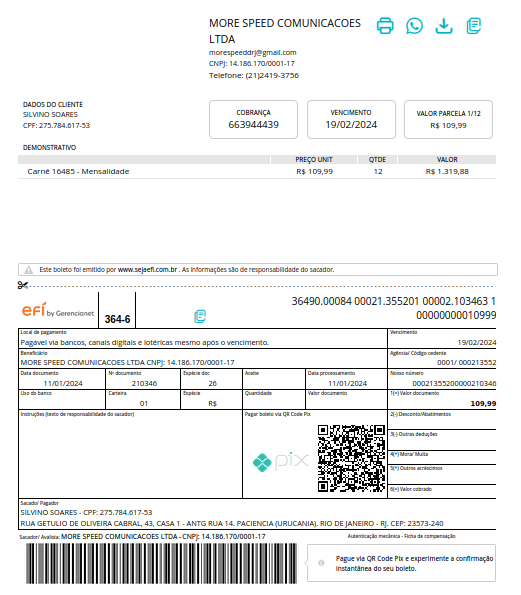 MORE SPEED COMUNICACOES
LTDA
morespeeddrj@gmail.com
CNPJ: 14.186.170/0001-17
Telefone: (21)2419-3756
DADOS DO CLIENTE
SILVINO SOARES
CPF: 275.784.617-53
COBRANÇA
663944439
VENCIMENTO
19/02/2024
VALOR PARCELA 1/12
R$ 109,99
DEMONSTRATIVO
PREÇO UNIT QTDE VALOR
Carnê 16485 - Mensalidade R$ 109,99 12 R$ 1.319,88
Este boleto foi emitido por www.sejaefi.com.br . As informações são de responsabilidade do sacador.
efí by Gerencianet
364-6
36490.00084 00021.355201 00002.103463 1
00000000010999
Local de pagamento Vencimento
Pagável via bancos, canais digitais e lotéricas mesmo após o vencimento. 19/02/2024
Beneficiário Agência/ Código cedente
MORE SPEED COMUNICACOES LTDA CNPJ: 14.186.170/0001-17 0001/ 000213552
Data documento Nº documento Espécie doc Aceite Data processamento Nosso número
11/01/2024 210346 26 11/01/2024 00021355200000210346
Uso do banco Carteira Espécie Quantidade Valor documento 1(=) Valor documento
01 R$ 109,99
Instruções (texto de responsabilidade do sacador) Pagar boleto via QR Code Pix 2(-) Desconto/Abatimentos
3(-) Outras deduções
pix
4(+) Mora/ Multa
5(+) Outros acréscimos
6(=) Valor cobrado
Sacado/ Pagador
SILVINO SOARES - CPF: 275.784.617-53
RUA GETULIO DE OLIVEIRA CABRAL, 43, CASA 1 - ANTG RUA 14. PACIENCIA (URUCANIA). RIO DE JANEIRO - RJ. CEP: 23573-240
Sacador/ Avalista: MORE SPEED COMUNICACOES LTDA - CNPJ: 14.186.170/0001-17 Autenticação mecânica - Ficha de compensação
Pague via QR Code Pix e experimente a confirmação
instantânea do seu boleto.